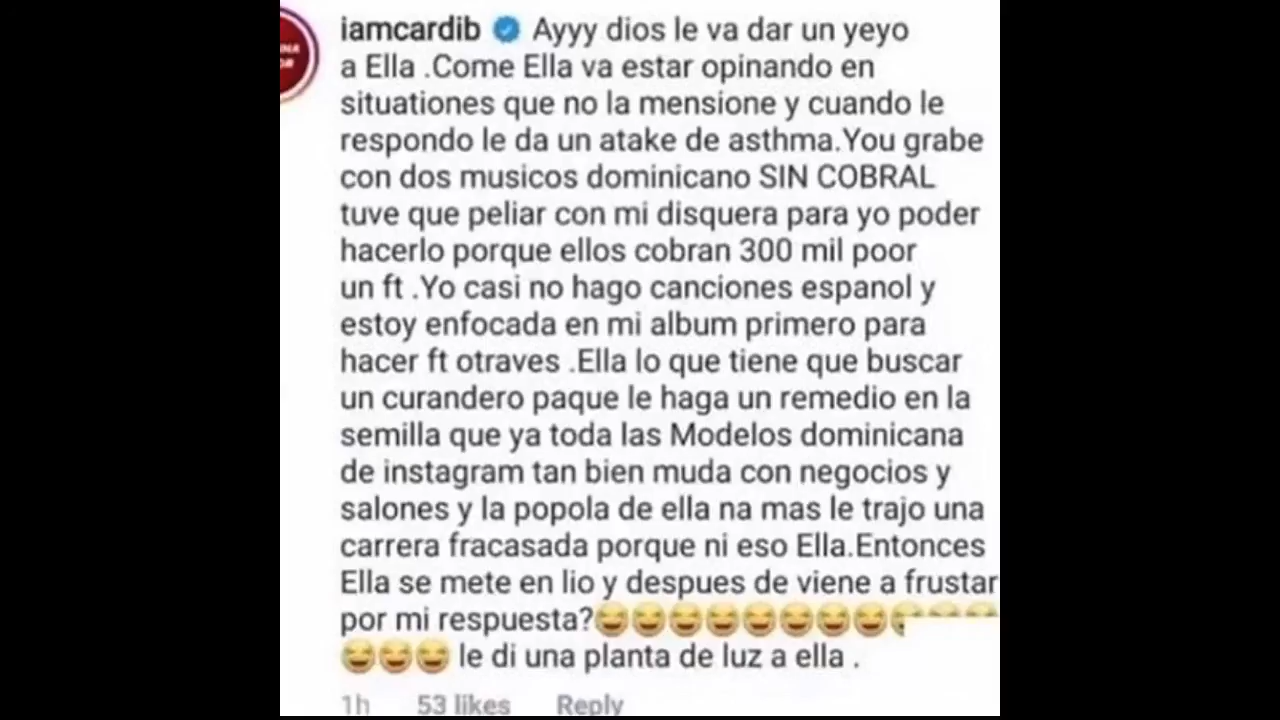 iamcardib Ayyy dios le va dar un yeyo
a Ella .Come Ella va estar opinando en
situationes que no la mensione y cuando le
respondo le da un atake de asthma.You grabe
con dos musicos dominicano SIN COBRAL
tuve que peliar con mi disquera para yo poder
hacerlo porque ellos cobran 300 mil poor
un ft .Yo casi no hago canciones espanol y
estoy enfocada en mi album primero para
hacer ft otraves .Ella lo que tiene que buscar
un curandero paque le haga un remedio en la
semilla que ya toda las Modelos dominicana
de instagram tan bien muda con negocios y
salones y la popola de ella na mas le trajo una
carrera fracasada porque ni eso Ella.Entonces
Ella se mete en lio y despues de viene a frustar
por mi respuesta?😆😆😆😆😆😆😆😆😆😆😆
😆😆😆 le di una planta de luz a ella .
1h 53 likes Reply